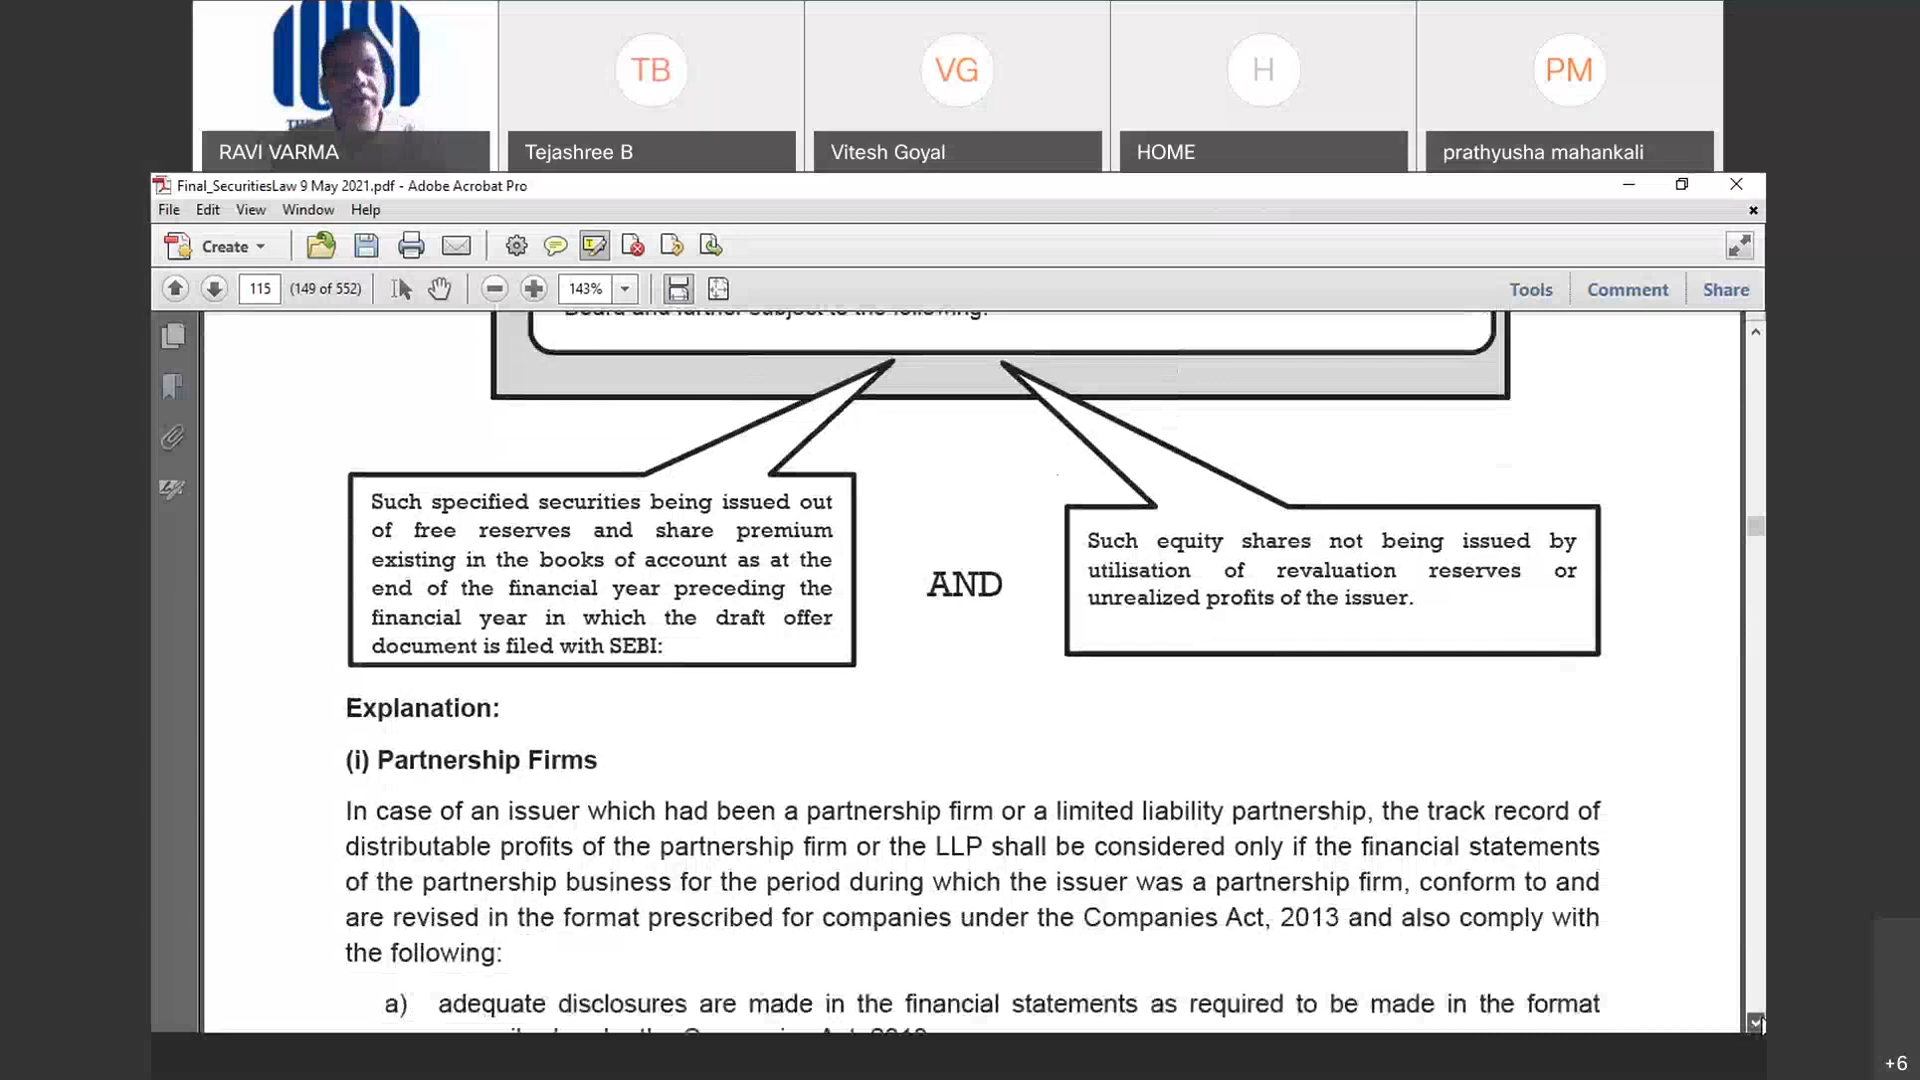 TB
VG
H
PM
RAVI VARMA
Tejashree B
Vitesh Goyal
HOME
prathyusha mahankali
Final_SecuritiesLaw 9 May 2021.pdf - Adobe Acrobat Pro
File Edit View Window Help
Create
115 (149 of 552) 143% Tools Comment Share
Board and further subject to the following:
Such specified securities being issued out
of free reserves and share premium
existing in the books of account as at the
end of the financial year preceding the
financial year in which the draft offer
document is filed with SEBI:
AND
Such equity shares not being issued by
utilisation of revaluation reserves or
unrealized profits of the issuer.
Explanation:
(i) Partnership Firms
In case of an issuer which had been a partnership firm or a limited liability partnership, the track record of
distributable profits of the partnership firm or the LLP shall be considered only if the financial statements
of the partnership business for the period during which the issuer was a partnership firm, conform to and
are revised in the format prescribed for companies under the Companies Act, 2013 and also comply with
the following:
a) adequate disclosures are made in the financial statements as required to be made in the format
+6